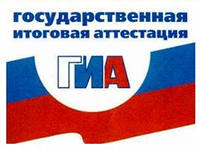 государственная
итоговая аттестация
ГИА